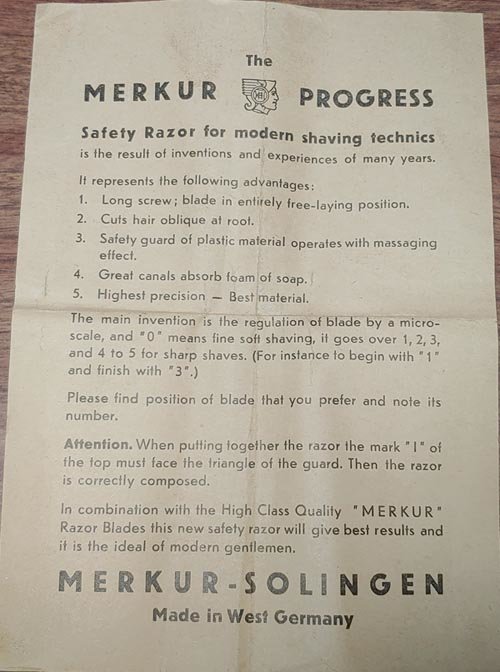 The
MERKUR PROGRESS
Safety Razor for modern shaving technics
is the result of inventions and experiences of many years.
It represents the following advantages:
1. Long screw; blade in entirely free-laying position.
2. Cuts hair oblique at root.
3. Safety guard of plastic material operates with massaging
effect.
4. Great canals absorb foam of soap.
5. Highest precision — Best material.
The main invention is the regulation of blade by a micro-
scale, and "0" means fine soft shaving, it goes over 1, 2, 3,
and 4 to 5 for sharp shaves. (For instance to begin with "1"
and finish with "3".)
Please find position of blade that you prefer and note its
number.
Attention. When putting together the razor the mark "I" of
the top must face the triangle of the guard. Then the razor
is correctly composed.
In combination with the High Class Quality "MERKUR"
Razor Blades this new safety razor will give best results and
it is the ideal of modern gentlemen.
MERKUR-SOLINGEN
Made in West Germany